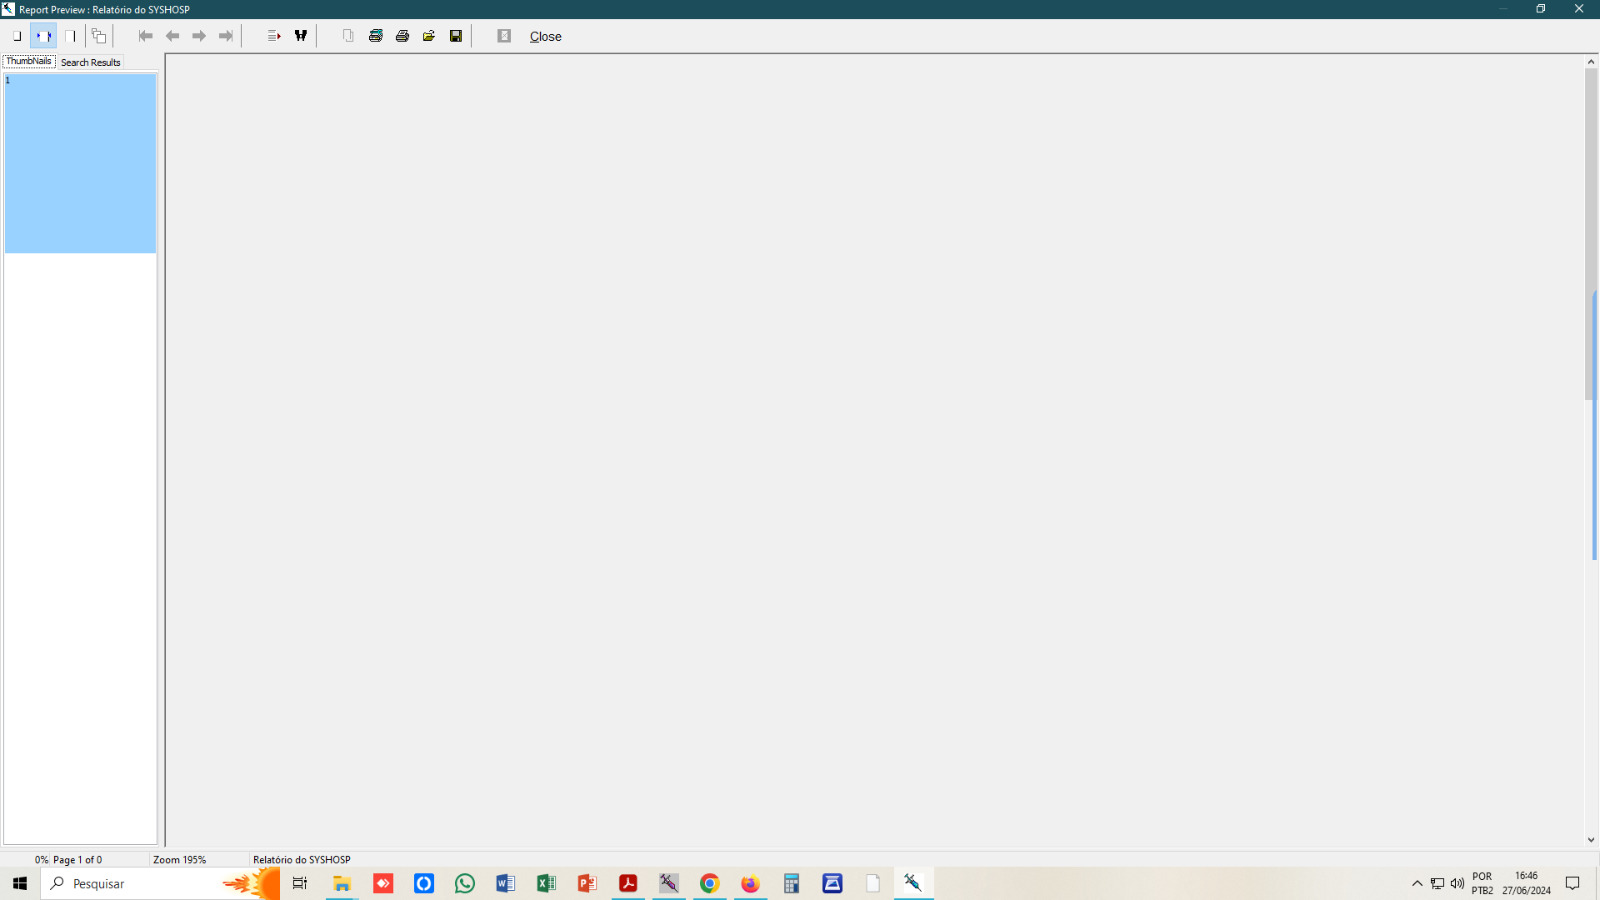 Report Preview : Relatório do SYSHOSP
Close
ThumbNails
Search Results
1
0%
Page 1 of 0
Zoom 195%
Relatório do SYSHOSP
Pesquisar
POR
PTB2
16:46
27/06/2024